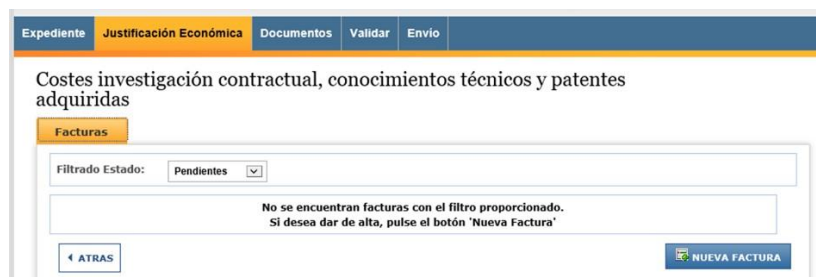 Expediente Justificación Económica Documentos Validar Envío
Costes investigación contractual, conocimientos técnicos y patentes
adquiridas
Facturas
Filtrado Estado: Pendientes
No se encuentran facturas con el filtro proporcionado.
Si desea dar de alta, pulse el botón 'Nueva Factura'
ATRAS NUEVA FACTURA